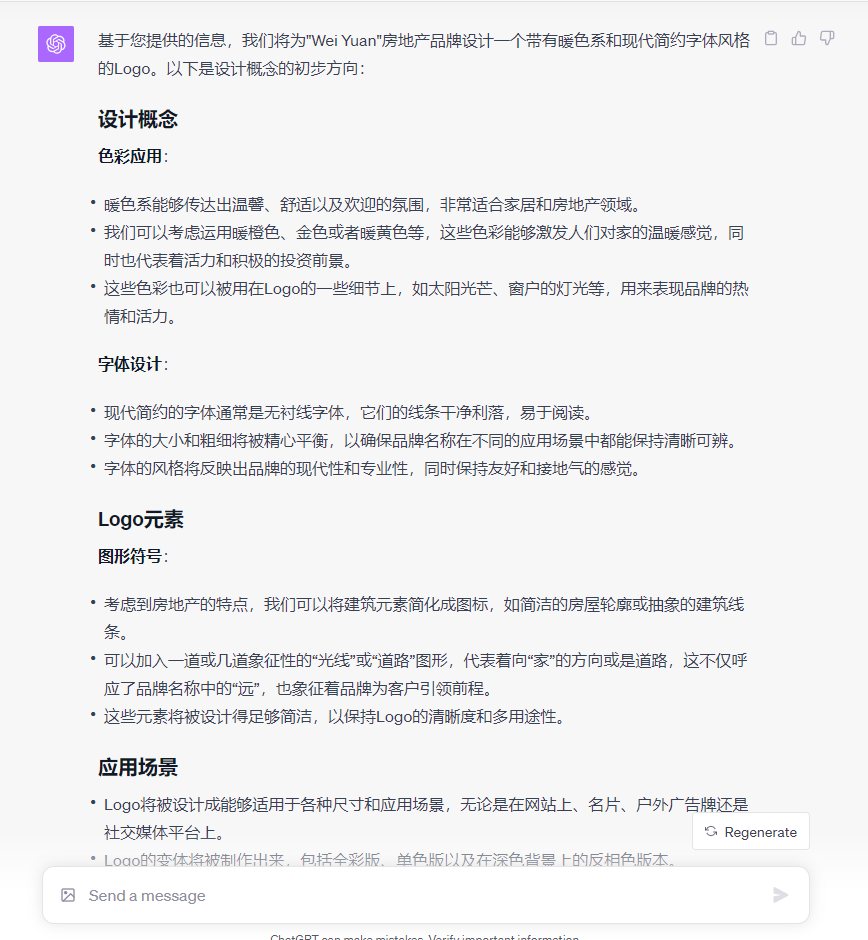 基于您提供的信息，我们将为"Wei Yuan"房地产品牌设计一个带有暖色系和现代简约字体风格
的Logo。以下是设计概念的初步方向：
设计概念
色彩应用：
• 暖色系能够传达出温馨、舒适以及欢迎的氛围，非常适合家居和房地产领域。
• 我们可以考虑运用暖橙色、金色或者暖黄色等，这些色彩能够激发人们对家的温暖感觉，同
时也代表着活力和积极的投资前景。
• 这些色彩也可以被用在Logo的一些细节上，如太阳光芒、窗户的灯光等，用来表现品牌的热
情和活力。
字体设计：
• 现代简约的字体通常是无衬线字体，它们的线条干净利落，易于阅读。
• 字体的大小和粗细将被精心平衡，以确保品牌名称在不同的应用场景中都能保持清晰可辨。
• 字体的风格将反映出品牌的现代性和专业性，同时保持友好和接地气的感觉。
Logo元素
图形符号：
• 考虑到房地产的特点，我们可以将建筑元素简化成图标，如简洁的房屋轮廓或抽象的建筑线
条。
• 可以加入一道或几道象征性的“光线”或“道路”图形，代表着向“家”的方向或是道路，这不仅呼
应了品牌名称中的“远”，也象征着品牌为客户引领前程。
• 这些元素将被设计得足够简洁，以保持Logo的清晰度和多用途性。
应用场景
• Logo将被设计成能够适用于各种尺寸和应用场景，无论是在网站上、名片、户外广告牌还是
社交媒体平台上。
Regenerate
• Logo的变体将被制作出来，包括全彩版、单色版以及在深色背景上的反相色版本。
Send a message
ChatGPT can make mistakes. Verify important information.